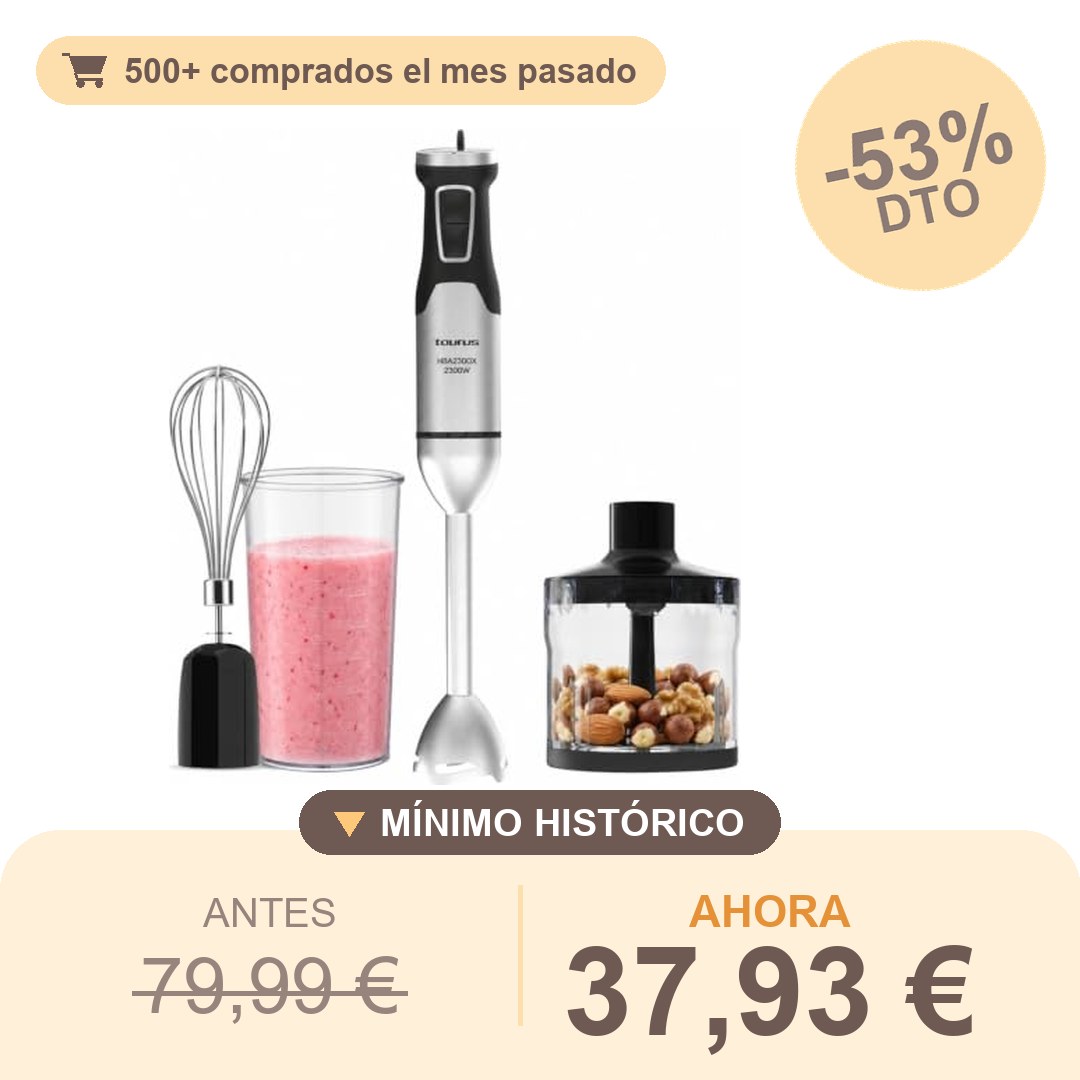 500+ comprados el mes pasado
-53%
DTO
taurus
HBA2300X
2300W
MÍNIMO HISTÓRICO
ANTES
79,99 €
AHORA
37,93 €